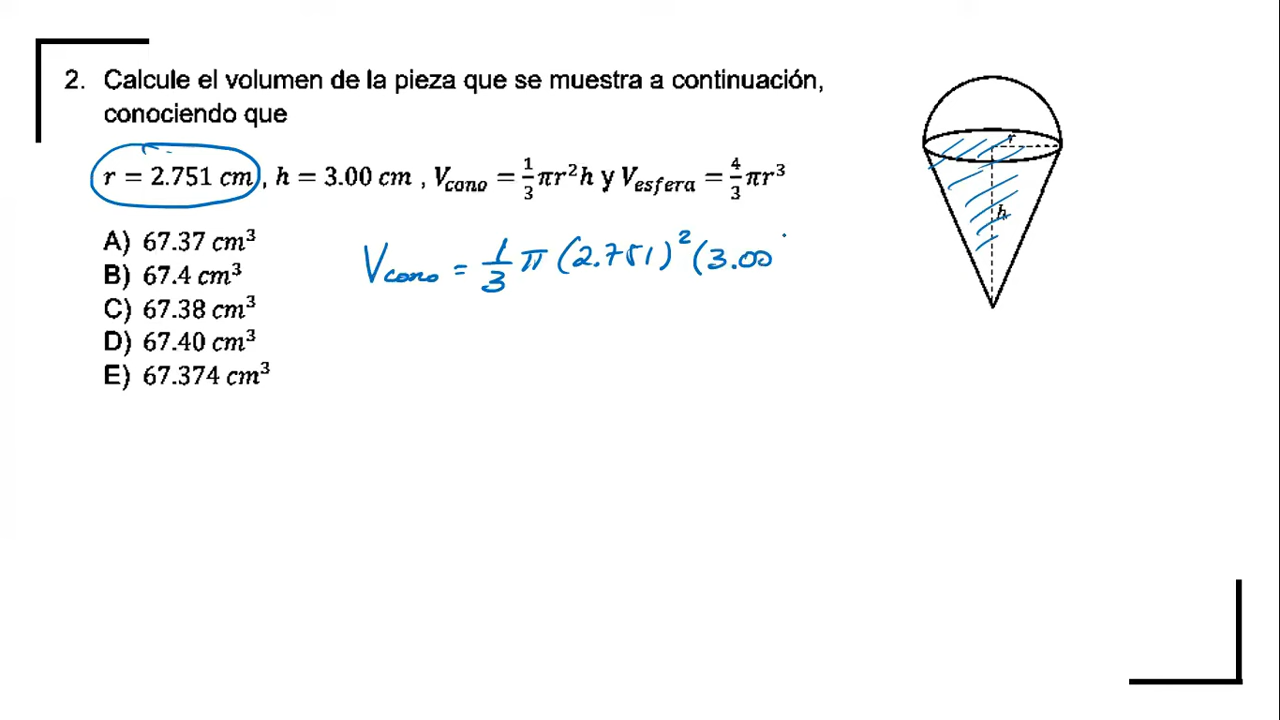 2. Calcule el volumen de la pieza que se muestra a continuación,
conociendo que
r = 2.751 cm, h = 3.00 cm , V_cono = 1/3 πr²h y V_esfera = 4/3 πr³
A) 67.37 cm³
B) 67.4 cm³
C) 67.38 cm³
D) 67.40 cm³
E) 67.374 cm³
V_cono = 1/3 π (2.751)² (3.00
r
h